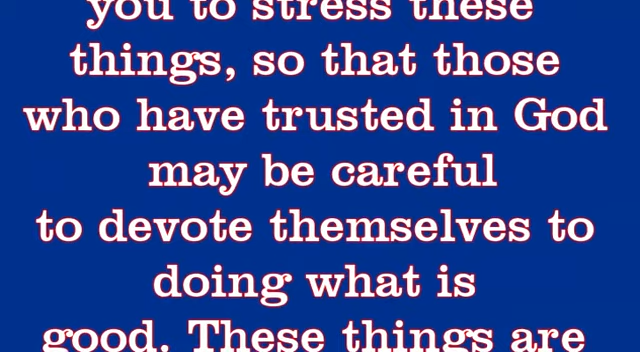 you to stress these
things, so that those
who have trusted in God
may be careful
to devote themselves to
doing what is
good. These things are